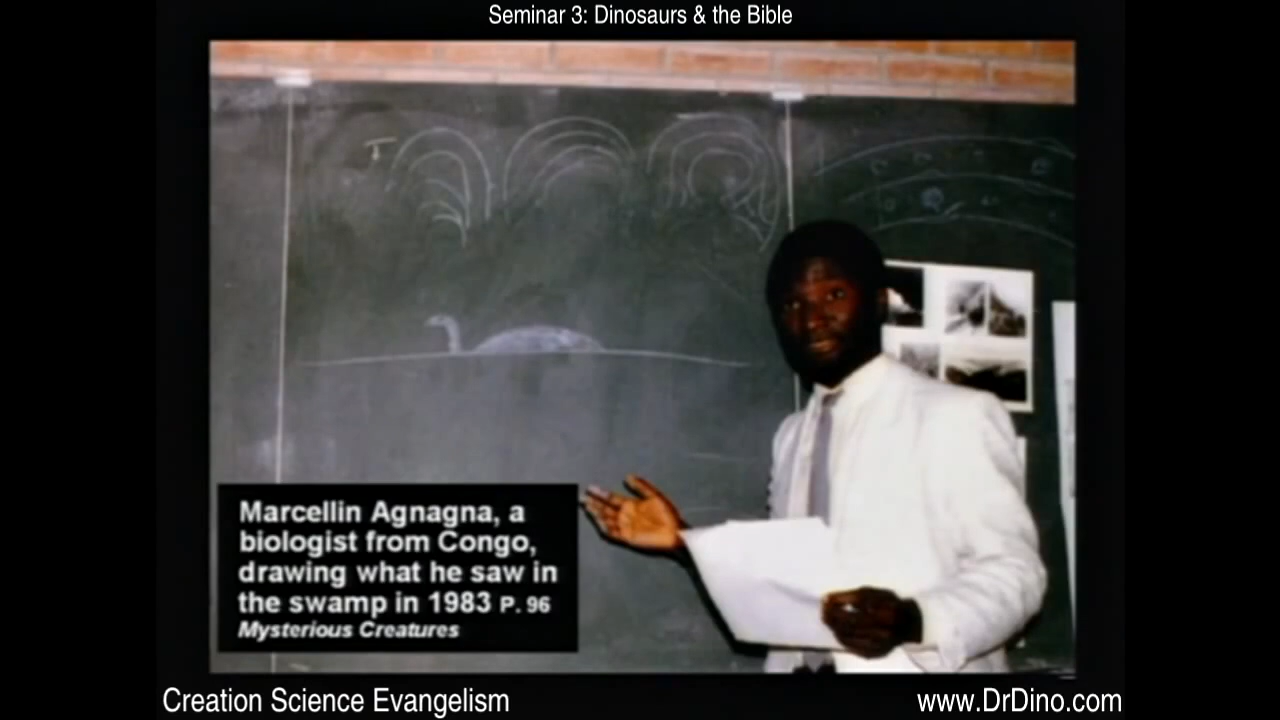 Seminar 3: Dinosaurs & the Bible
Marcellin Agnagna, a
biologist from Congo,
drawing what he saw in
the swamp in 1983 P. 96
Mysterious Creatures
Creation Science Evangelism
www.DrDino.com